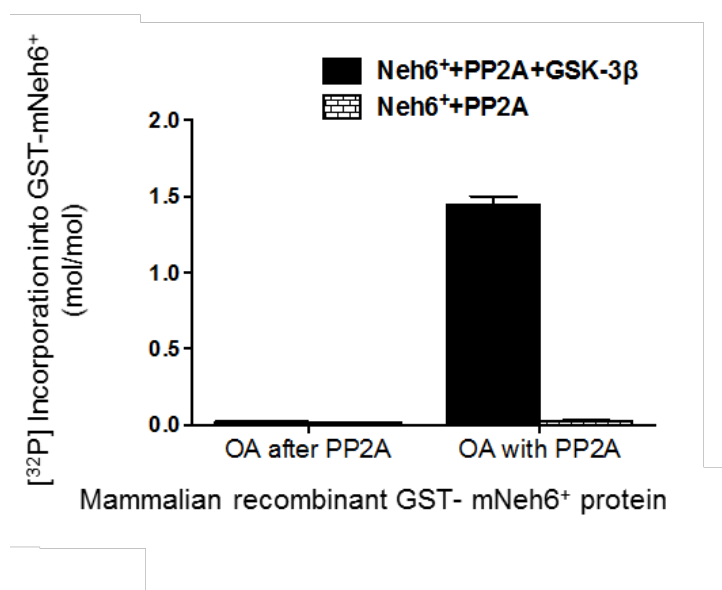 Neh6⁺+PP2A+GSK-3β
Neh6⁺+PP2A
[³²P] Incorporation into GST-mNeh6⁺
(mol/mol)
2.0
1.5
1.0
0.5
0.0
OA after PP2A OA with PP2A
Mammalian recombinant GST- mNeh6⁺ protein